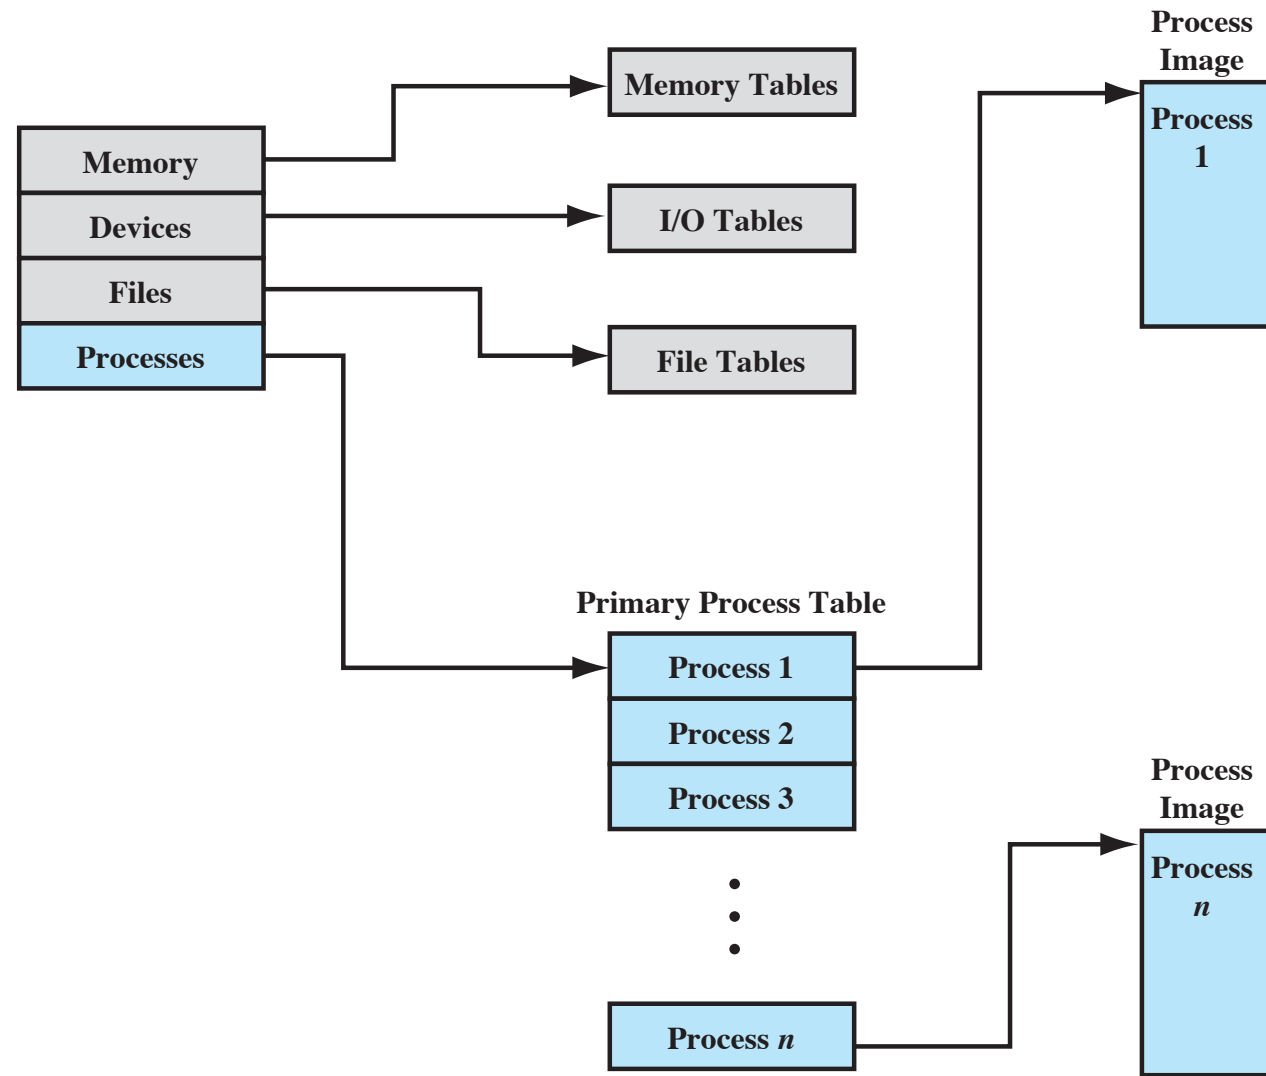 Memory
Devices
Files
Processes
Memory Tables
I/O Tables
File Tables
Primary Process Table
Process 1
Process 2
Process 3
Process n
Process
Image
Process
1
Process
Image
Process
n